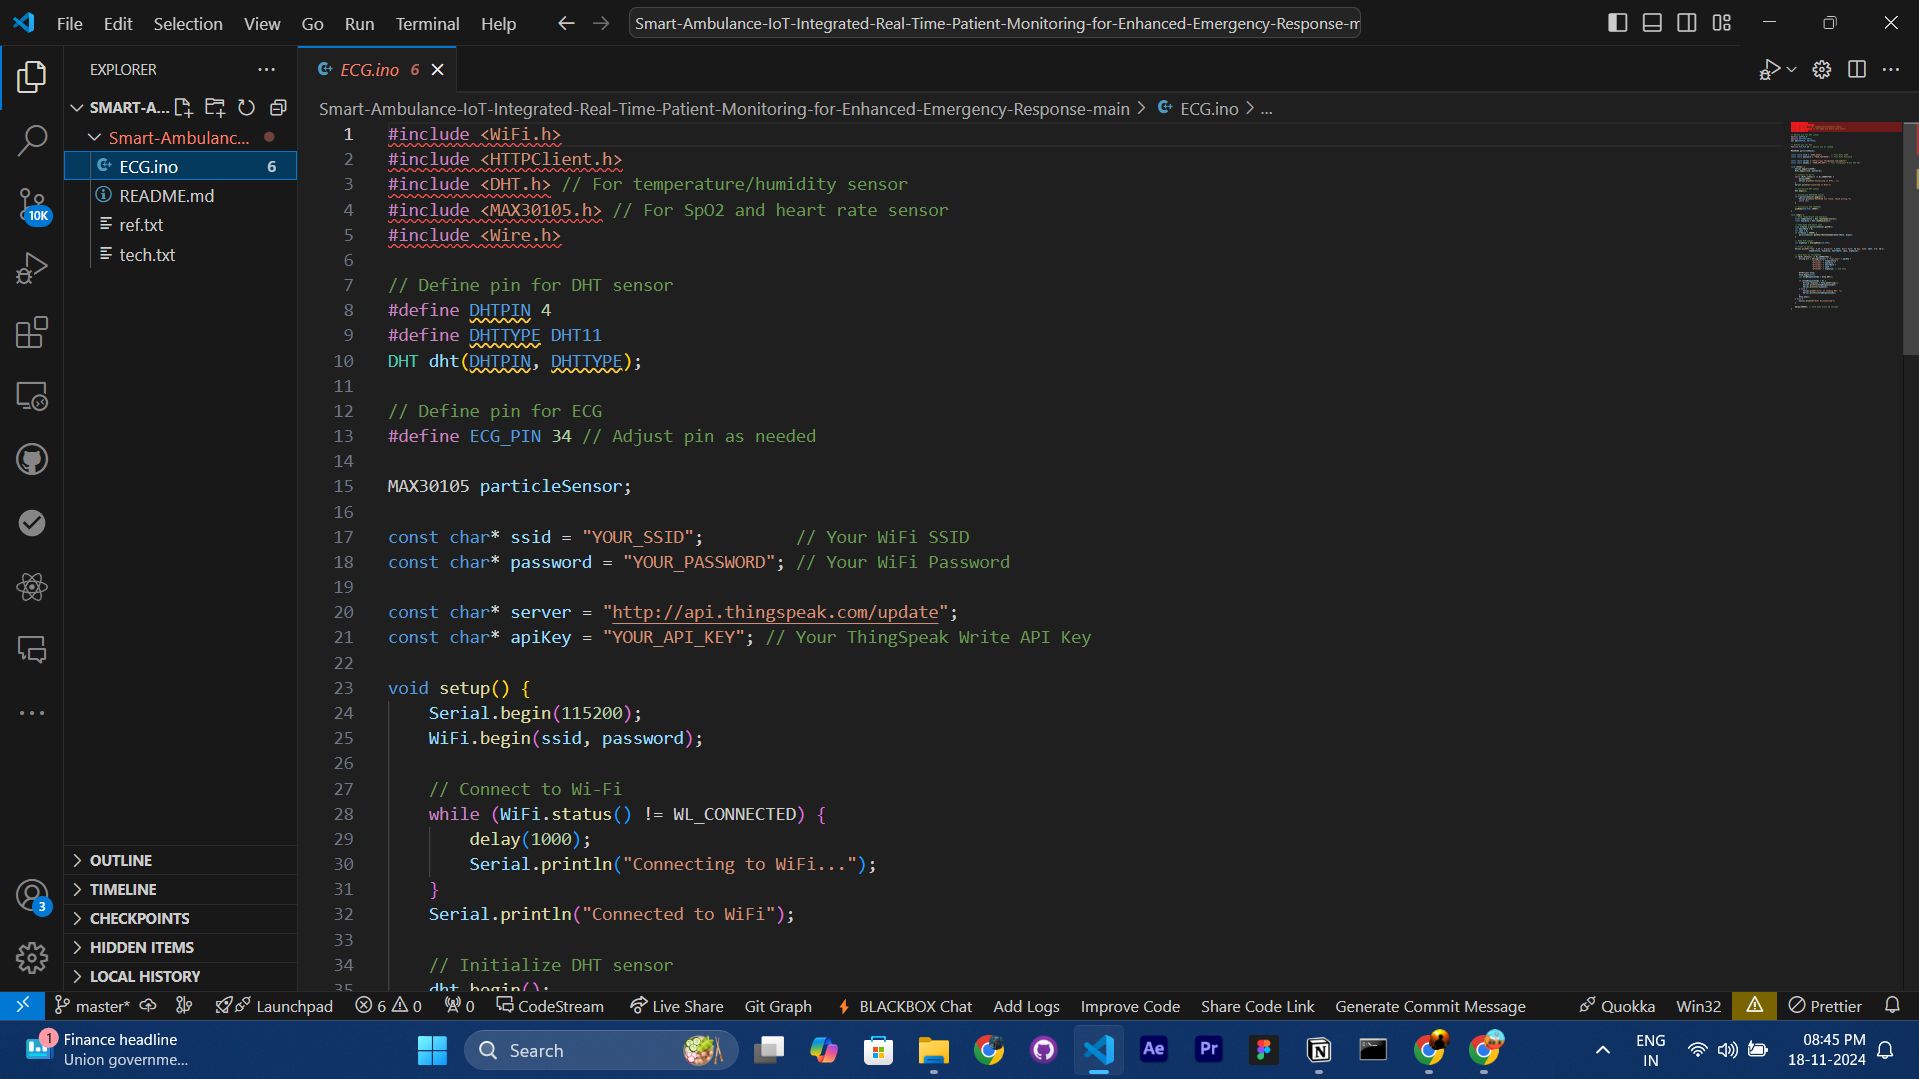 File Edit Selection View Go Run Terminal Help
Smart-Ambulance-IoT-Integrated-Real-Time-Patient-Monitoring-for-Enhanced-Emergency-Response-m
EXPLORER
SMART-A...
Smart-Ambulanc...
ECG.ino 6
README.md
ref.txt
tech.txt
OUTLINE
TIMELINE
CHECKPOINTS
HIDDEN ITEMS
LOCAL HISTORY
10K
3
ECG.ino 6
Smart-Ambulance-IoT-Integrated-Real-Time-Patient-Monitoring-for-Enhanced-Emergency-Response-main > ECG.ino > ...
1 #include <WiFi.h>
2 #include <HTTPClient.h>
3 #include <DHT.h> // For temperature/humidity sensor
4 #include <MAX30105.h> // For SpO2 and heart rate sensor
5 #include <Wire.h>
6
7 // Define pin for DHT sensor
8 #define DHTPIN 4
9 #define DHTTYPE DHT11
10 DHT dht(DHTPIN, DHTTYPE);
11
12 // Define pin for ECG
13 #define ECG_PIN 34 // Adjust pin as needed
14
15 MAX30105 particleSensor;
16
17 const char* ssid = "YOUR_SSID"; // Your WiFi SSID
18 const char* password = "YOUR_PASSWORD"; // Your WiFi Password
19
20 const char* server = "http://api.thingspeak.com/update";
21 const char* apiKey = "YOUR_API_KEY"; // Your ThingSpeak Write API Key
22
23 void setup() {
24 Serial.begin(115200);
25 WiFi.begin(ssid, password);
26
27 // Connect to Wi-Fi
28 while (WiFi.status() != WL_CONNECTED) {
29 delay(1000);
30 Serial.println("Connecting to WiFi...");
31 }
32 Serial.println("Connected to WiFi");
33
34 // Initialize DHT sensor
35 dht.begin();
master* Launchpad 6 0 0 CodeStream Live Share Git Graph BLACKBOX Chat Add Logs Improve Code Share Code Link Generate Commit Message Quokka Win32 Prettier
1 Finance headline
Union governme...
Search
Ae Pr
ENG
IN
08:45 PM
18-11-2024